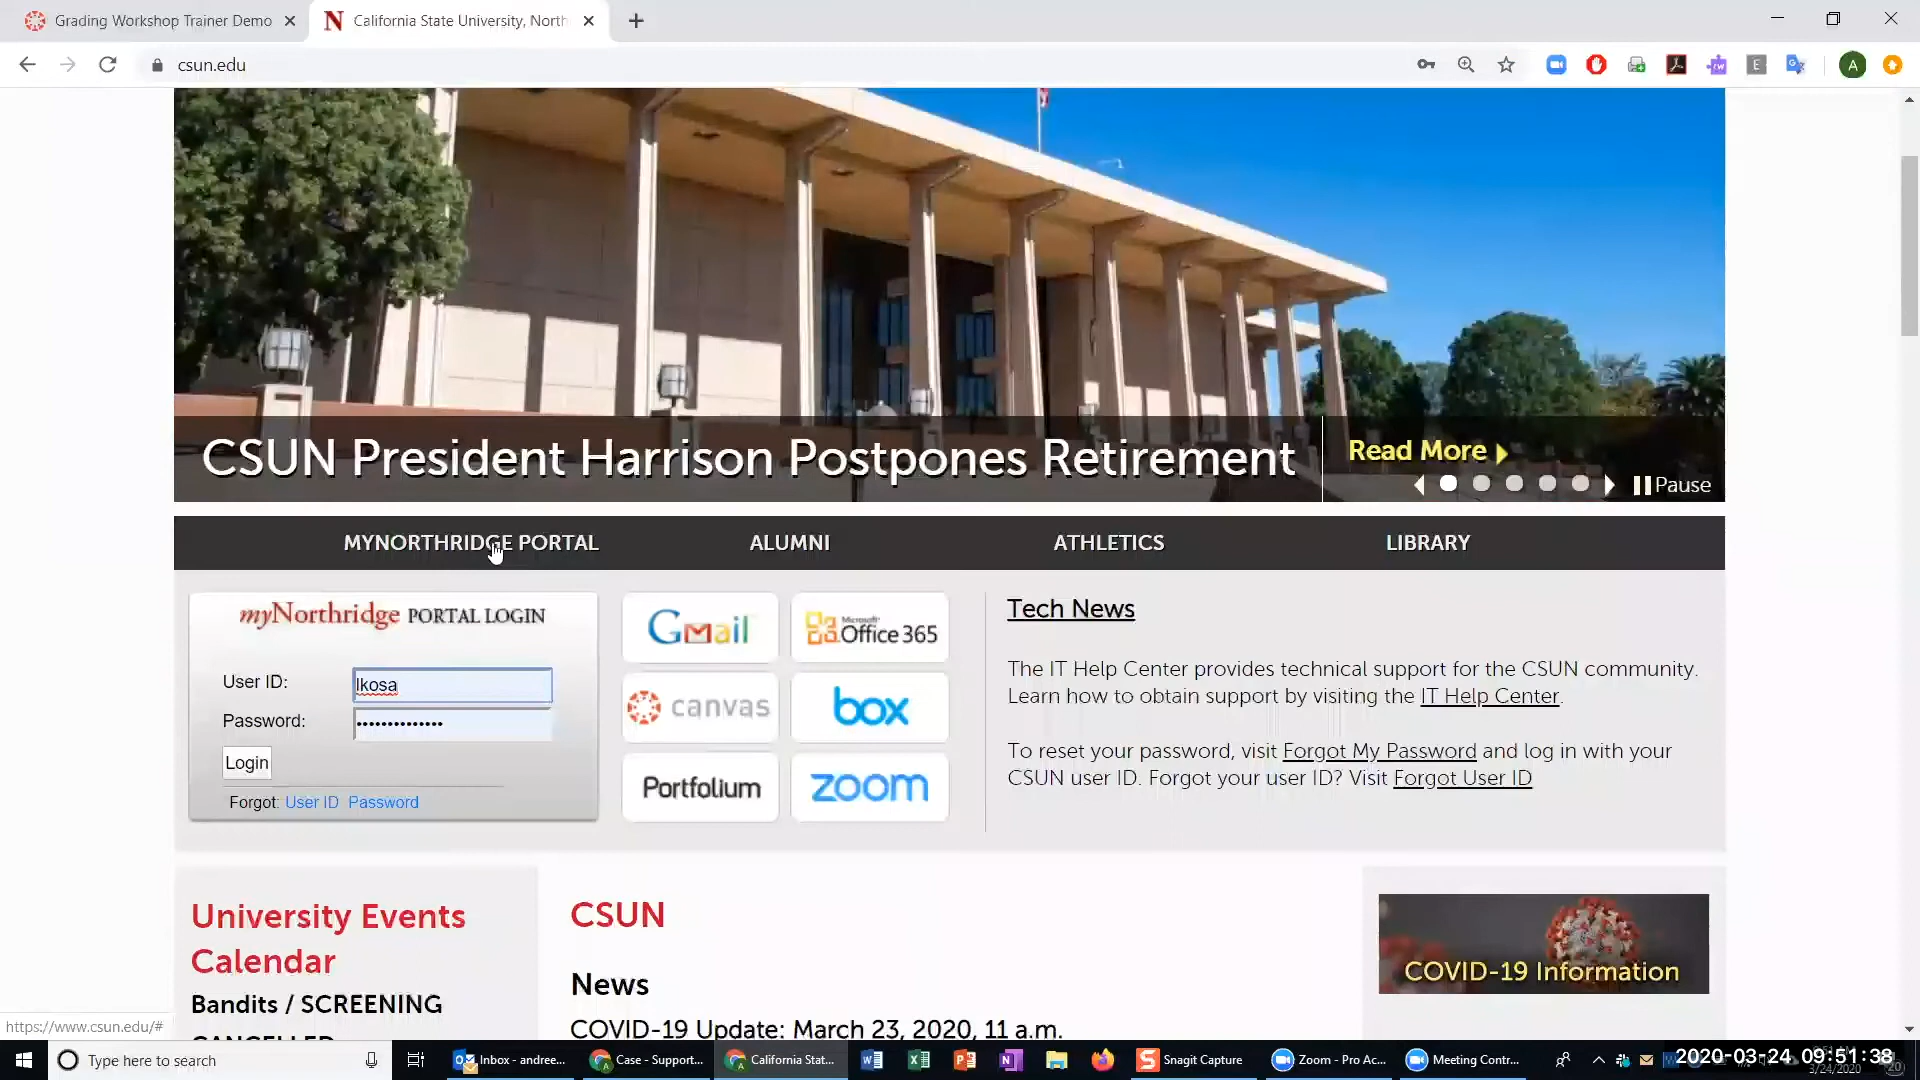 Grading Workshop Trainer Demo
California State University, North
csun.edu
CSUN President Harrison Postpones Retirement
Read More
Pause
MYNORTHRIDGE PORTAL
ALUMNI
ATHLETICS
LIBRARY
myNorthridge PORTAL LOGIN
User ID:
lkosa
Password:
Login
Forgot: User ID Password
Gmail
Microsoft Office 365
canvas
box
Portfolium
zoom
Tech News
The IT Help Center provides technical support for the CSUN community.
Learn how to obtain support by visiting the IT Help Center.
To reset your password, visit Forgot My Password and log in with your
CSUN user ID. Forgot your user ID? Visit Forgot User ID
University Events
Calendar
Bandits / SCREENING
CANCELLED
CSUN
News
COVID-19 Update: March 23, 2020, 11 a.m.
COVID-19 Information
https://www.csun.edu/#
Type here to search
Inbox - andree...
Case - Support...
California Stat...
Snagit Capture
Zoom - Pro Ac...
Meeting Contr...
2020-03-24 09:51:38
3/24/2020